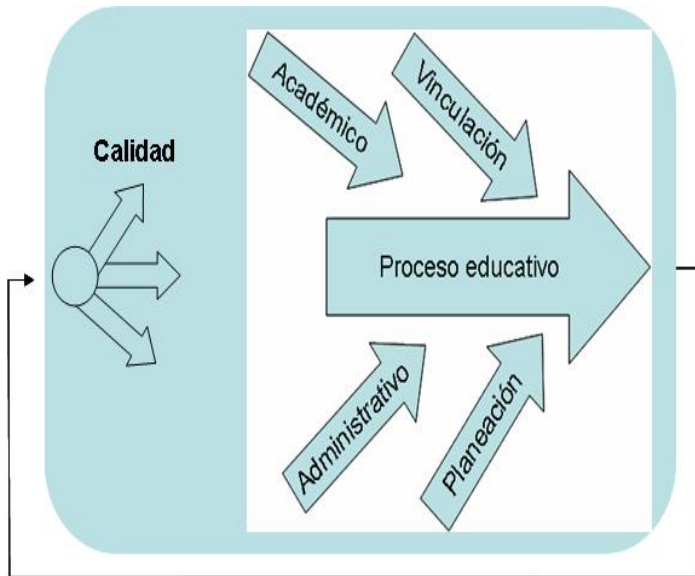 Académico
Vinculación
Calidad
Proceso educativo
Administrativo
Planeación